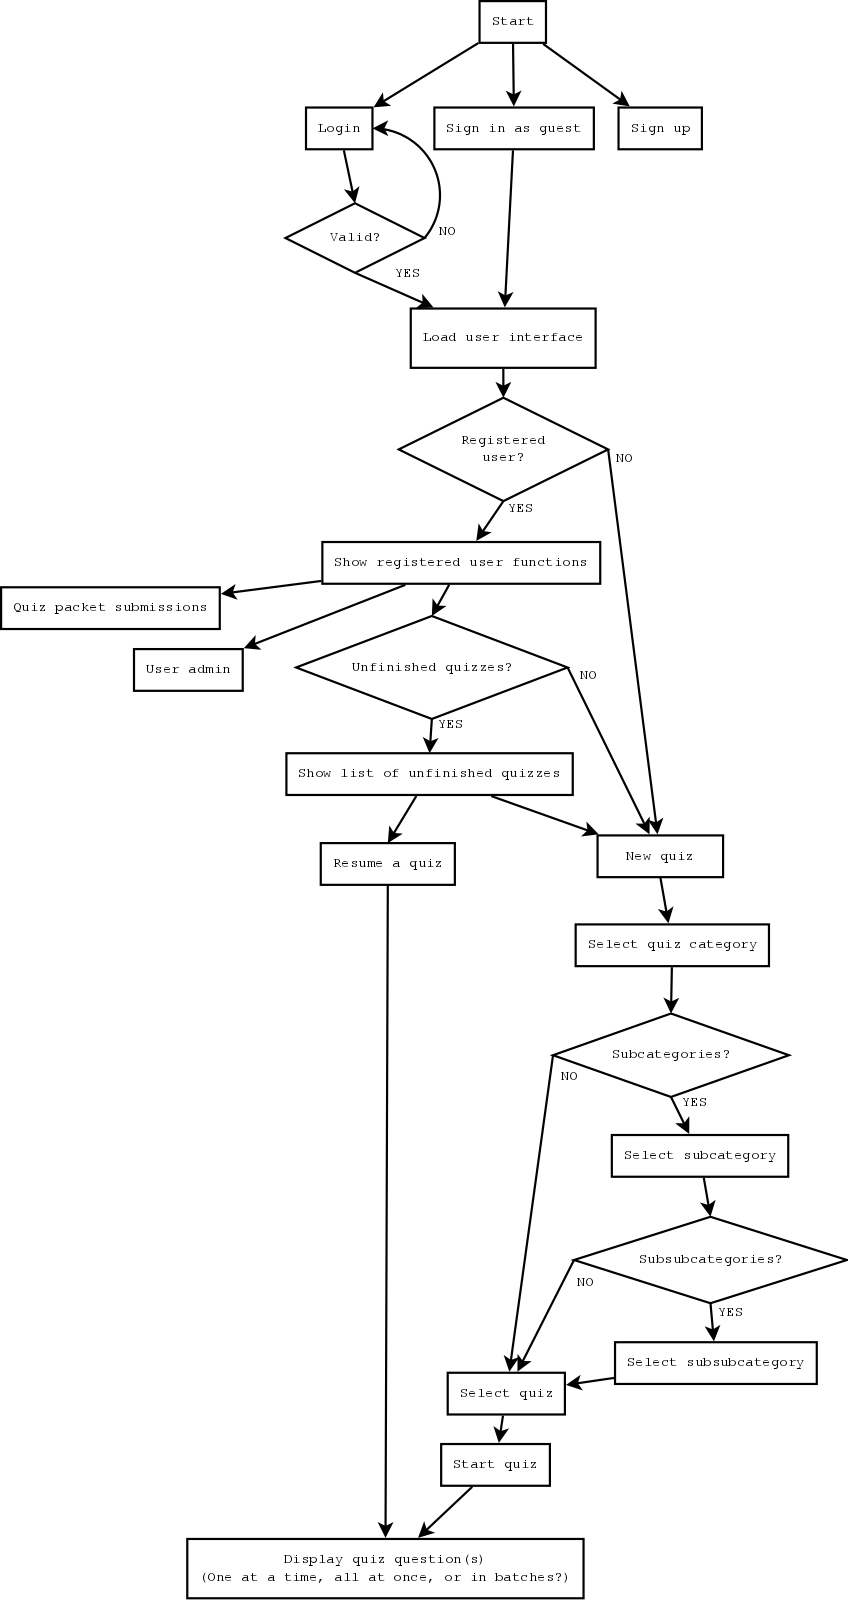 Start
Login
Sign in as guest
Sign up
Valid?
NO
YES
Load user interface
Registered
user?
NO
YES
Show registered user functions
Quiz packet submissions
User admin
Unfinished quizzes?
NO
YES
Show list of unfinished quizzes
Resume a quiz
New quiz
Select quiz category
Subcategories?
NO
YES
Select subcategory
Subsubcategories?
NO
YES
Select subsubcategory
Select quiz
Start quiz
Display quiz question(s)
(One at a time, all at once, or in batches?)